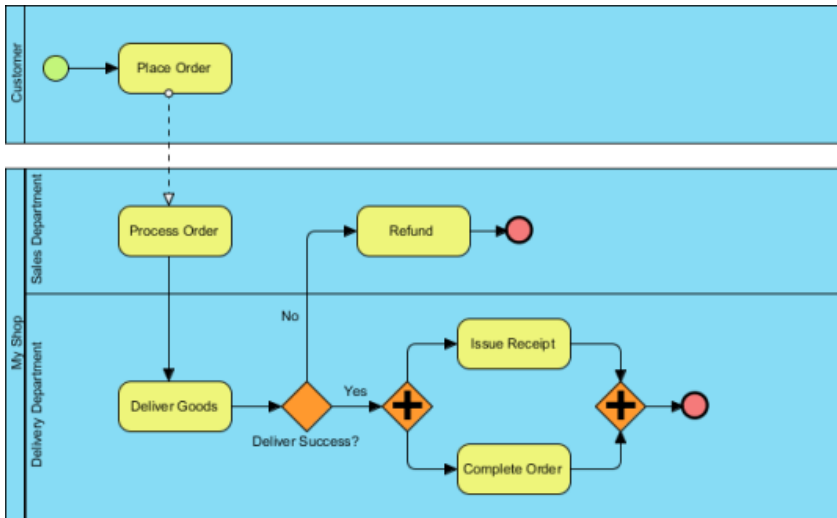 Customer
Place Order
My Shop
Sales Department
Process Order
Refund
No
Delivery Department
Deliver Goods
Deliver Success?
Yes
Issue Receipt
Complete Order